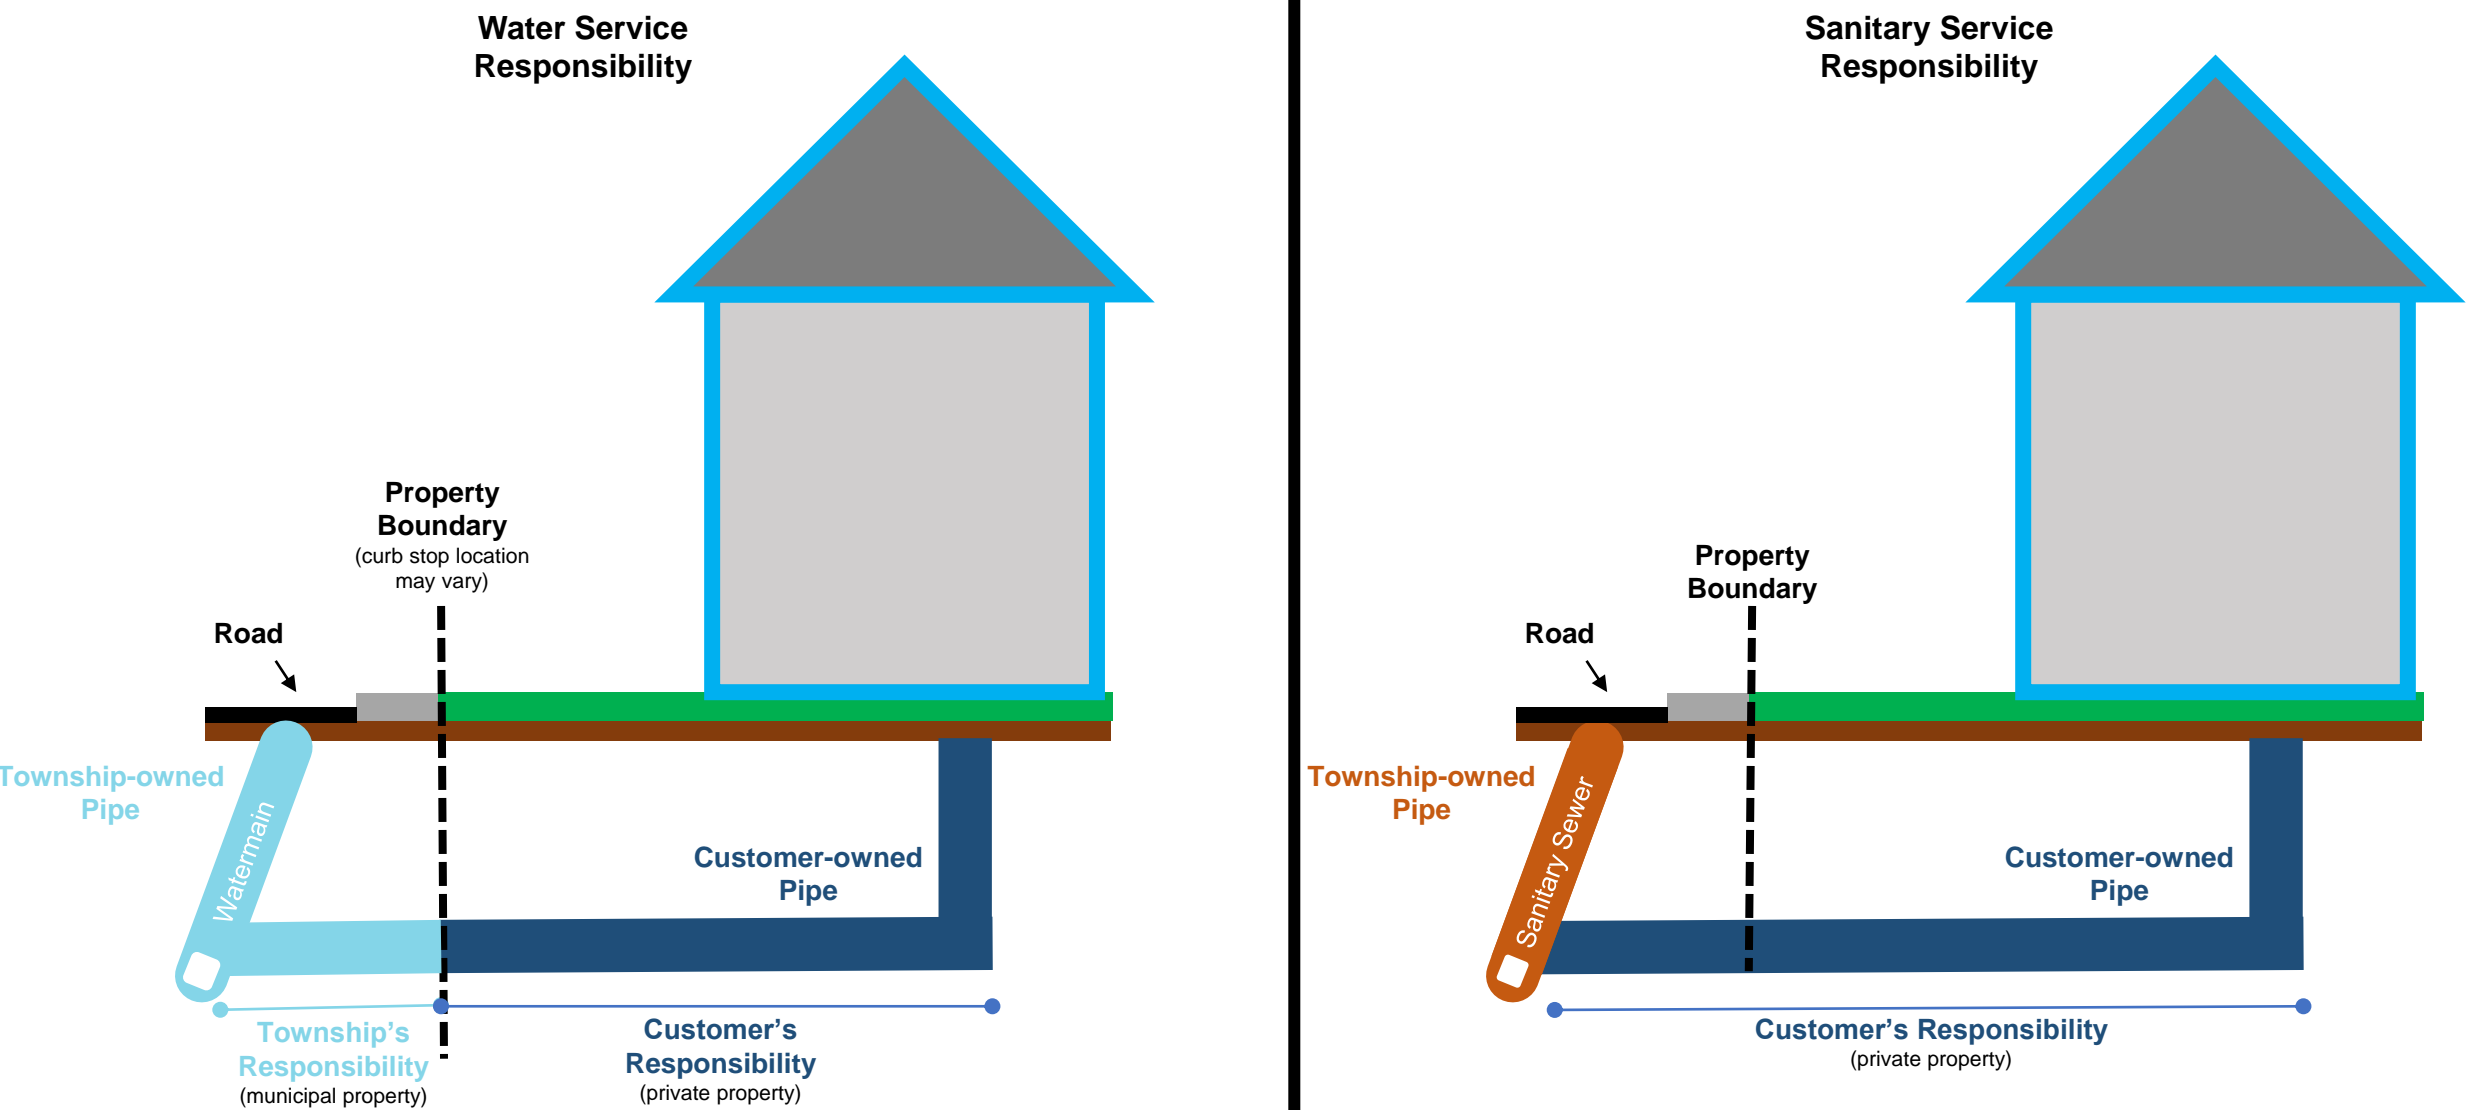 Water Service
Responsibility
Property
Boundary
(curb stop location
may vary)
Road
Township-owned
Pipe
Watermain
Customer-owned
Pipe
Township's
Responsibility
(municipal property)
Customer's
Responsibility
(private property)
Sanitary Service
Responsibility
Property
Boundary
Road
Township-owned
Pipe
Sanitary Sewer
Customer-owned
Pipe
Customer's Responsibility
(private property)